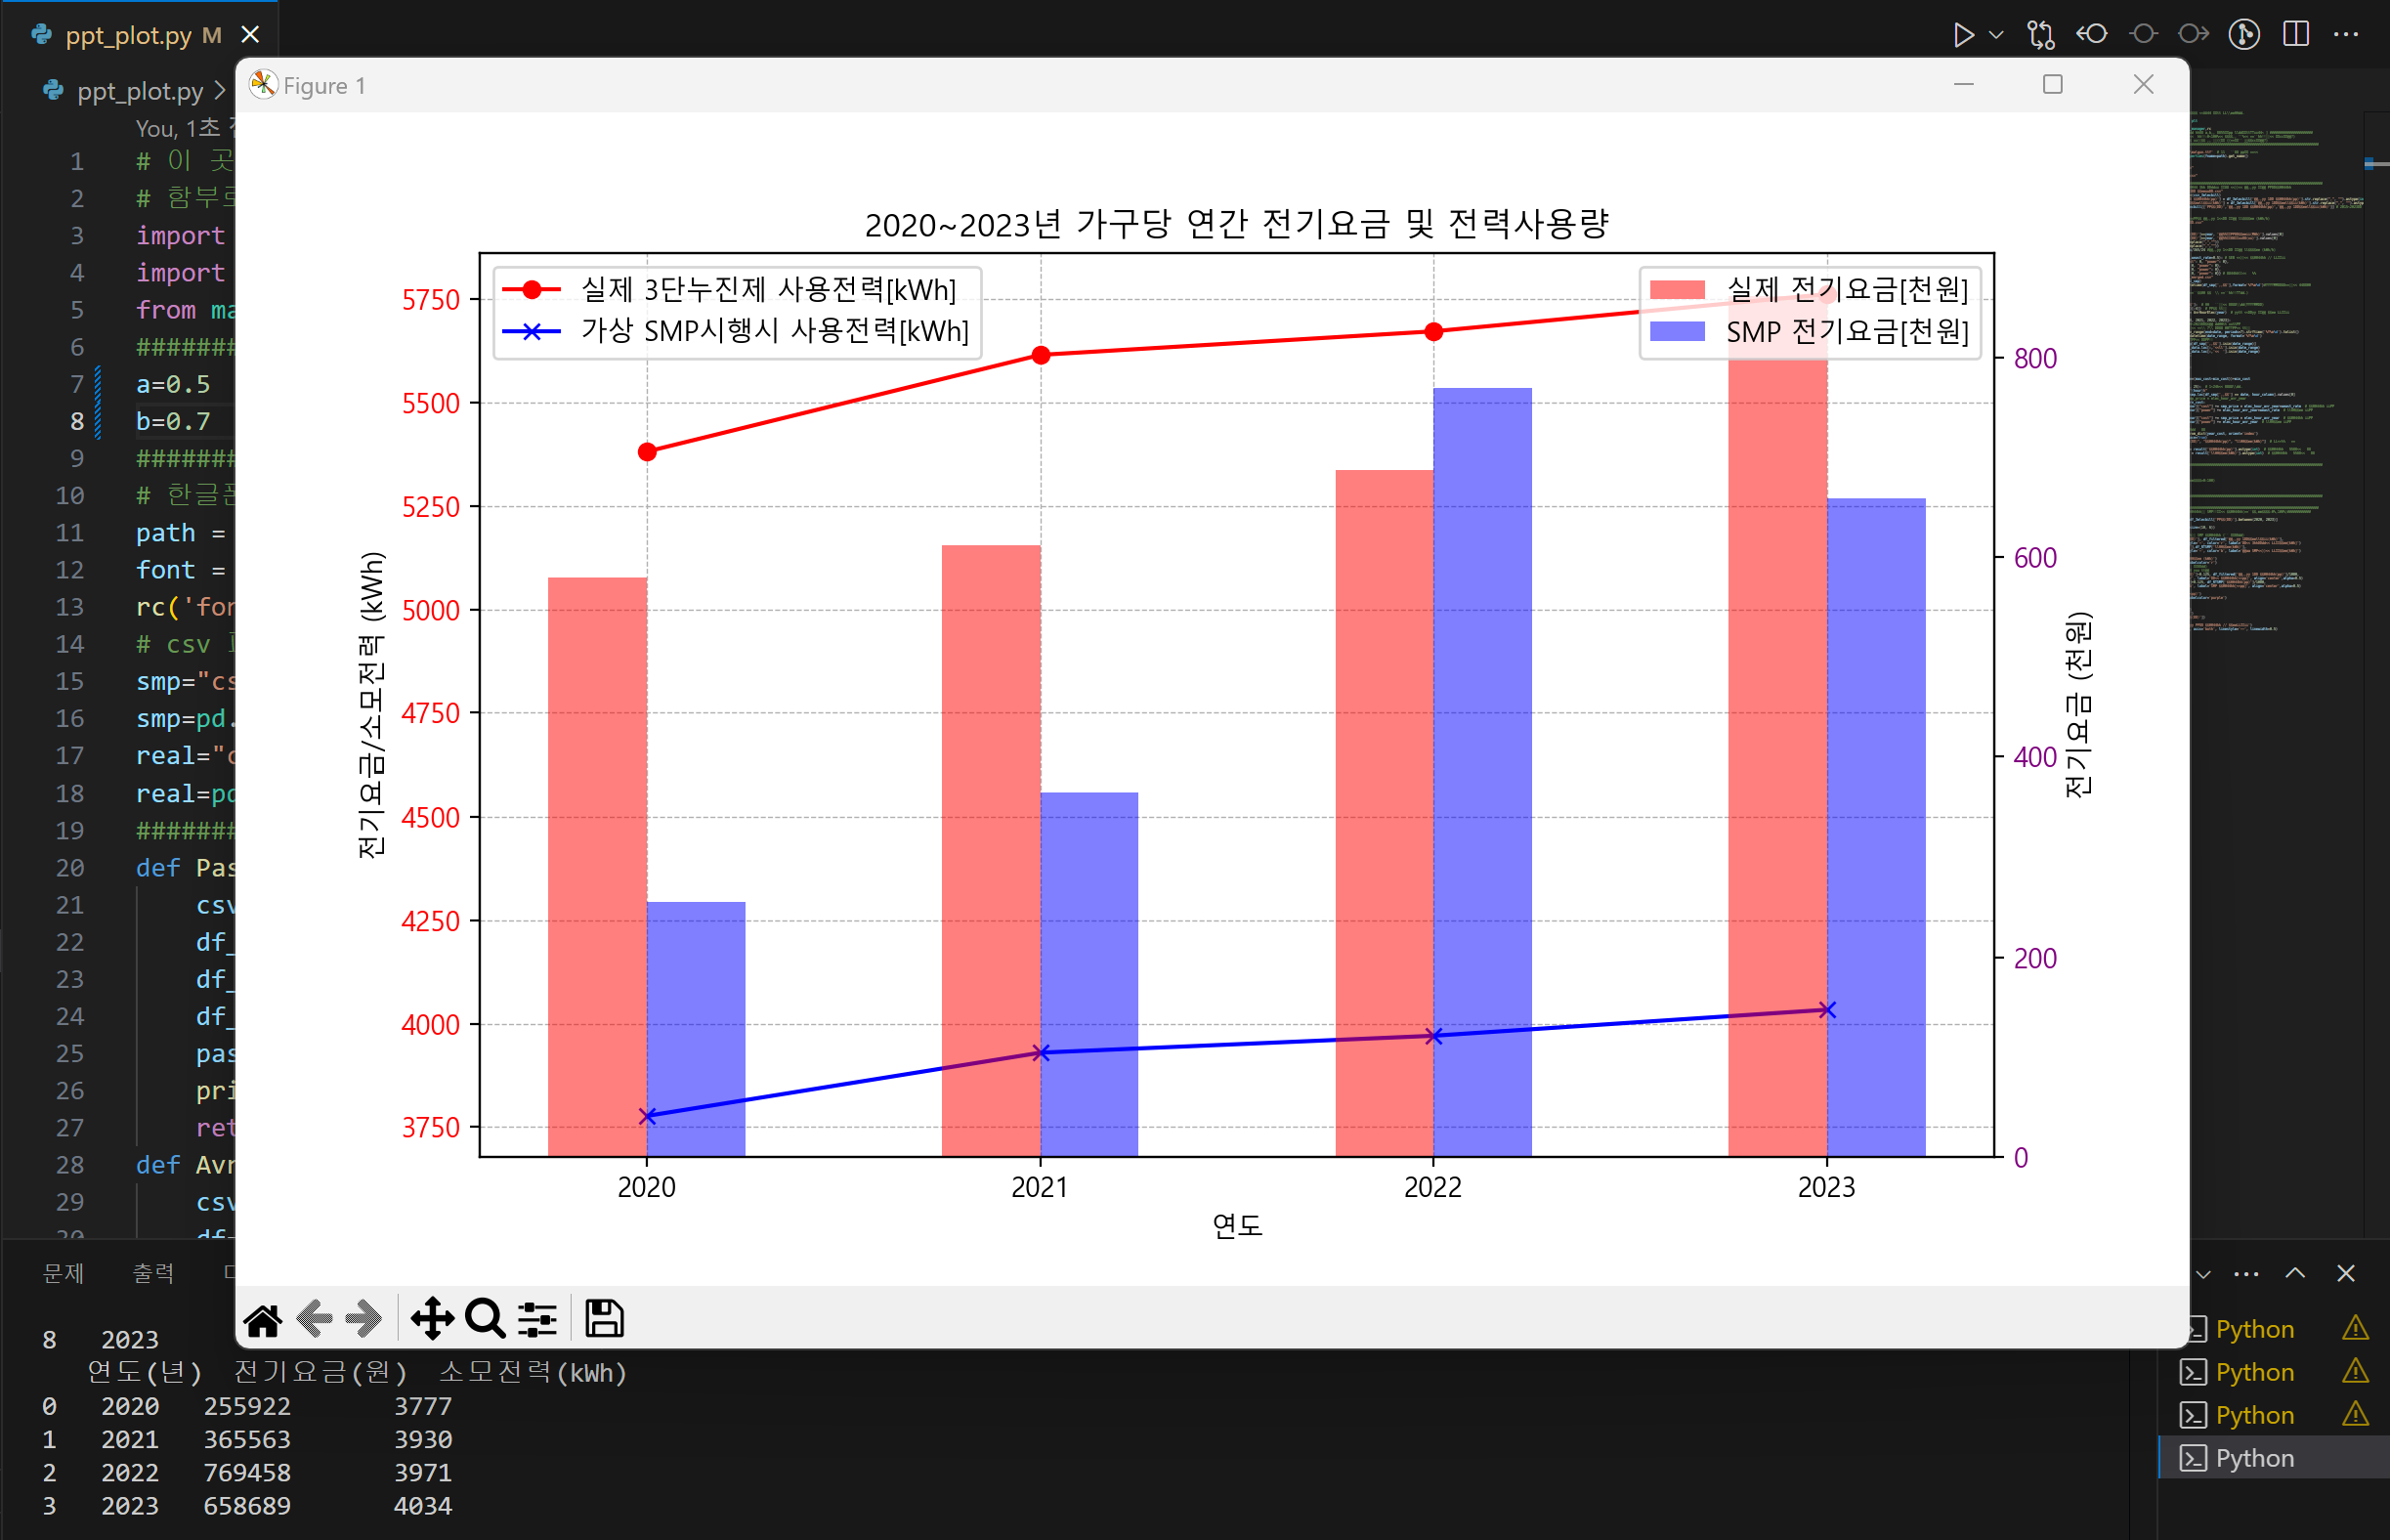 ppt_plot.py M
ppt_plot.py
Figure 1
You, 1초
1 # 이 곳
2 # 함부로
3 import
4 import
5 from ma
6 #######
7 a=0.5
8 b=0.7
9 #######
10 # 한글폰
11 path =
12 font =
13 rc('fon
14 # csv
15 smp="cs
16 smp=pd.
17 real="c
18 real=pd
19 #######
20 def Pas
21 csv
22 df_
23 df_
24 df_
25 pas
26 pri
27 ret
28 def Avr
29 csv
30 df
2020~2023년 가구당 연간 전기요금 및 전력사용량
실제 3단누진제 사용전력[kWh]
가상 SMP시행시 사용전력[kWh]
실제 전기요금[천원]
SMP 전기요금[천원]
전기요금/소모전력 (kWh)
5750
5500
5250
5000
4750
4500
4250
4000
3750
800
600
400
200
0
전기요금 (천원)
2020 2021 2022 2023
연도
문제 출력
8 2023
연도(년) 전기요금(원) 소모전력(kWh)
0 2020 255922 3777
1 2021 365563 3930
2 2022 769458 3971
3 2023 658689 4034
Python
Python
Python
Python